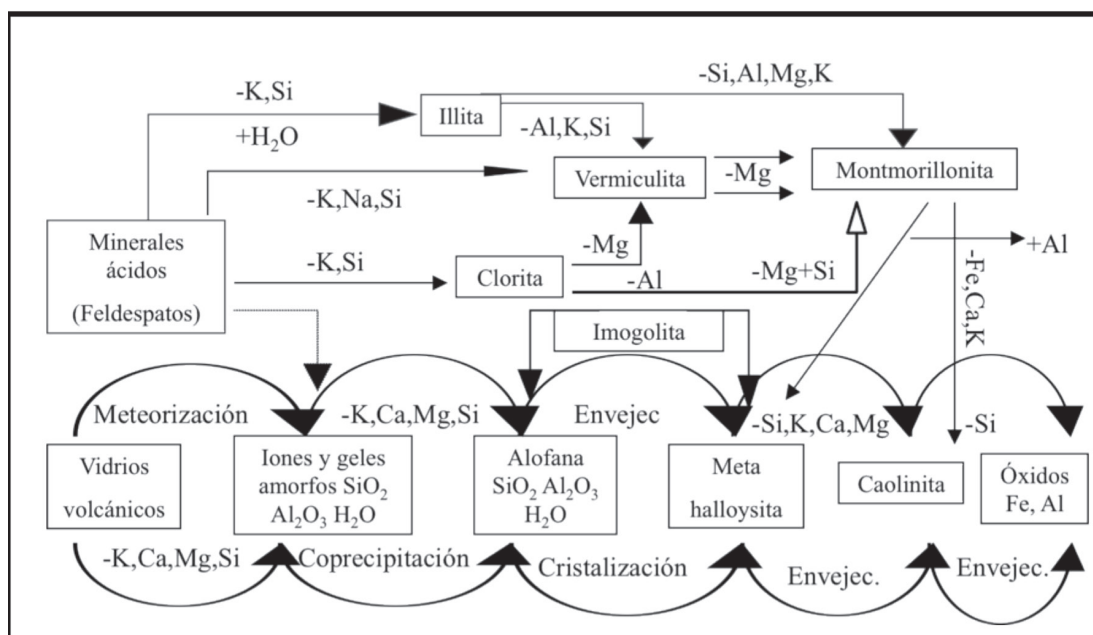 -K,Si
+H₂O
Illita
-Si,Al,Mg,K
-Al,K,Si
Vermiculita
-Mg
Montmorillonita
-K,Na,Si
Minerales
ácidos
(Feldespatos)
-K,Si
Clorita
-Mg
-Al
-Mg+Si
+Al
-Fe,Ca,K
Imogolita
Meteorización
-K,Ca,Mg,Si
Envejec
-Si,K,Ca,Mg
-Si
Vidrios
volcánicos
Iones y geles
amorfos SiO₂
Al₂O₃ H₂O
Alofana
SiO₂ Al₂O₃
H₂O
Meta
halloysita
Caolinita
Óxidos
Fe, Al
-K,Ca,Mg,Si
Coprecipitación
Cristalización
Envejec.
Envejec.